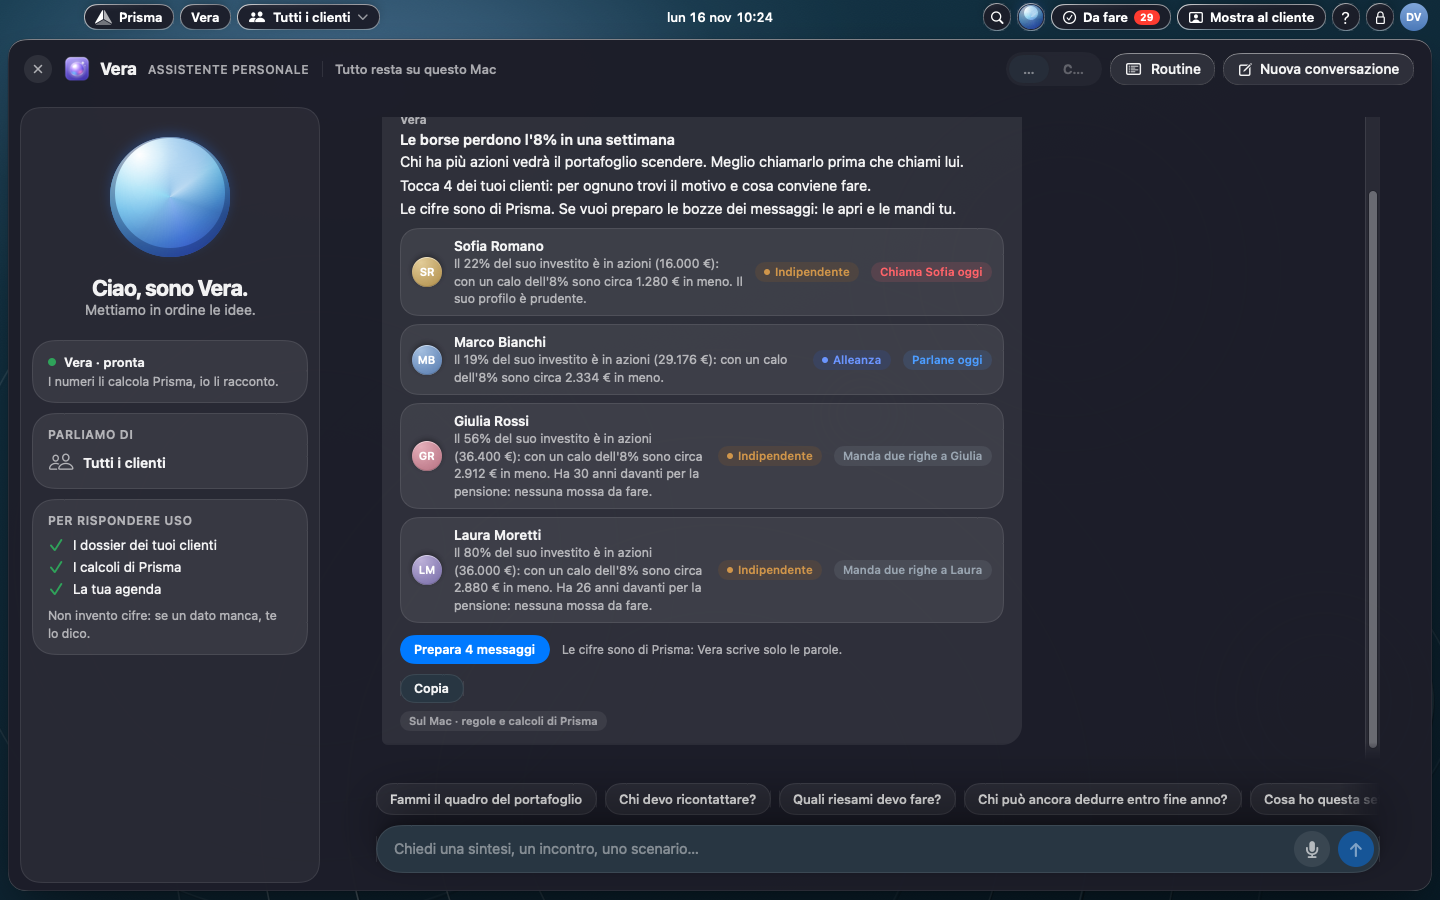 Prisma
Vera
Tutti i clienti
lun 16 nov 10:24
Da fare 29
Mostra al cliente
?
DV
Vera ASSISTENTE PERSONALE Tutto resta su questo Mac
... C...
Routine
Nuova conversazione
Ciao, sono Vera.
Mettiamo in ordine le idee.
Vera · pronta
I numeri li calcola Prisma, io li racconto.
PARLIAMO DI
Tutti i clienti
PER RISPONDERE USO
I dossier dei tuoi clienti
I calcoli di Prisma
La tua agenda
Non invento cifre: se un dato manca, te
lo dico.
Vera
Le borse perdono l'8% in una settimana
Chi ha più azioni vedrà il portafoglio scendere. Meglio chiamarlo prima che chiami lui.
Tocca 4 dei tuoi clienti: per ognuno trovi il motivo e cosa conviene fare.
Le cifre sono di Prisma. Se vuoi preparo le bozze dei messaggi: le apri e le mandi tu.
SR
Sofia Romano
Il 22% del suo investito è in azioni (16.000 €):
con un calo dell'8% sono circa 1.280 € in meno. Il
suo profilo è prudente.
Indipendente
Chiama Sofia oggi
MB
Marco Bianchi
Il 19% del suo investito è in azioni (29.176 €): con un calo
dell'8% sono circa 2.334 € in meno.
Alleanza
Parlane oggi
GR
Giulia Rossi
Il 56% del suo investito è in azioni
(36.400 €): con un calo dell'8% sono circa
2.912 € in meno. Ha 30 anni davanti per la
pensione: nessuna mossa da fare.
Indipendente
Manda due righe a Giulia
LM
Laura Moretti
Il 80% del suo investito è in azioni
(36.000 €): con un calo dell'8% sono circa
2.880 € in meno. Ha 26 anni davanti per la
pensione: nessuna mossa da fare.
Indipendente
Manda due righe a Laura
Prepara 4 messaggi
Le cifre sono di Prisma: Vera scrive solo le parole.
Copia
Sul Mac · regole e calcoli di Prisma
Fammi il quadro del portafoglio
Chi devo ricontattare?
Quali riesami devo fare?
Chi può ancora dedurre entro fine anno?
Cosa ho questa se
Chiedi una sintesi, un incontro, uno scenario...